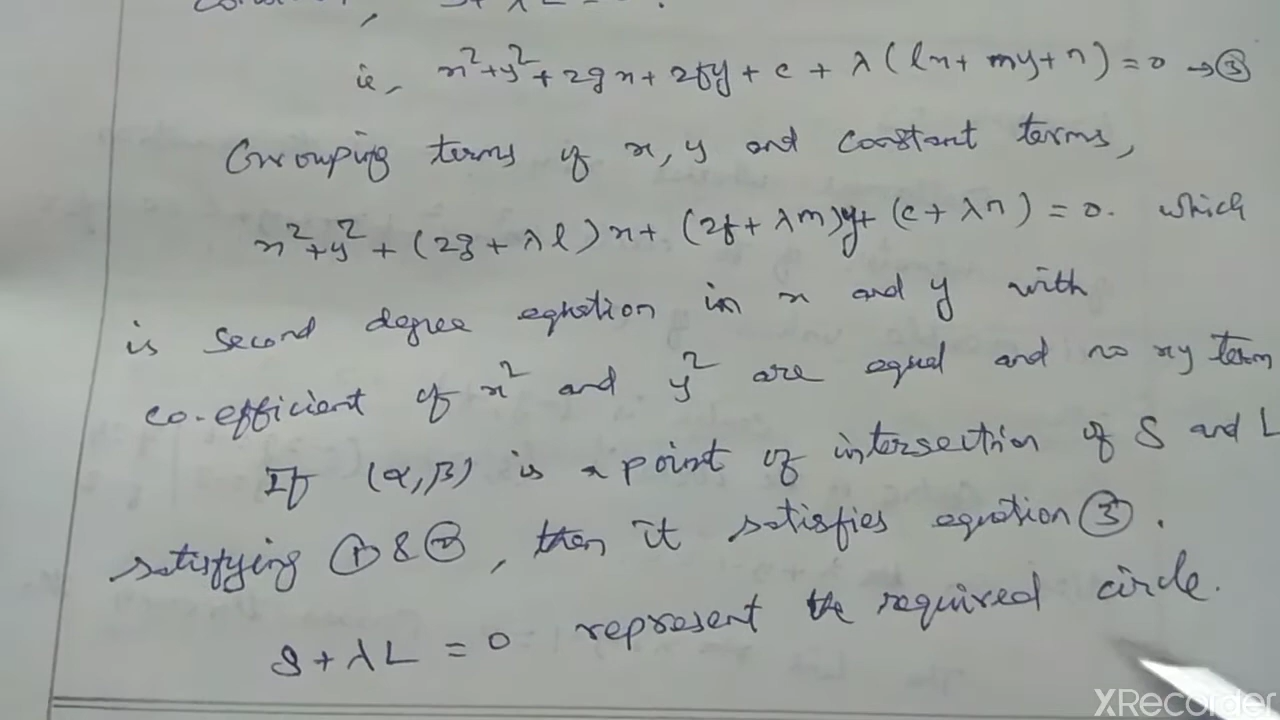 ie, x²+y²+2gx+2fy+c+λ(lx+my+n)=0 → ③
Grouping terms of x, y and constant terms,
x²+y²+(2g+λl)x+(2f+λm)y+(c+λn)=0. which
is second degree equation in x and y with
co-efficient of x² and y² are equal and no xy term
If (α,β) is a point of intersection of S and L
satisfying ① & ②, then it satisfies equation ③.
S+λL=0 represent the required circle.
XRecorder